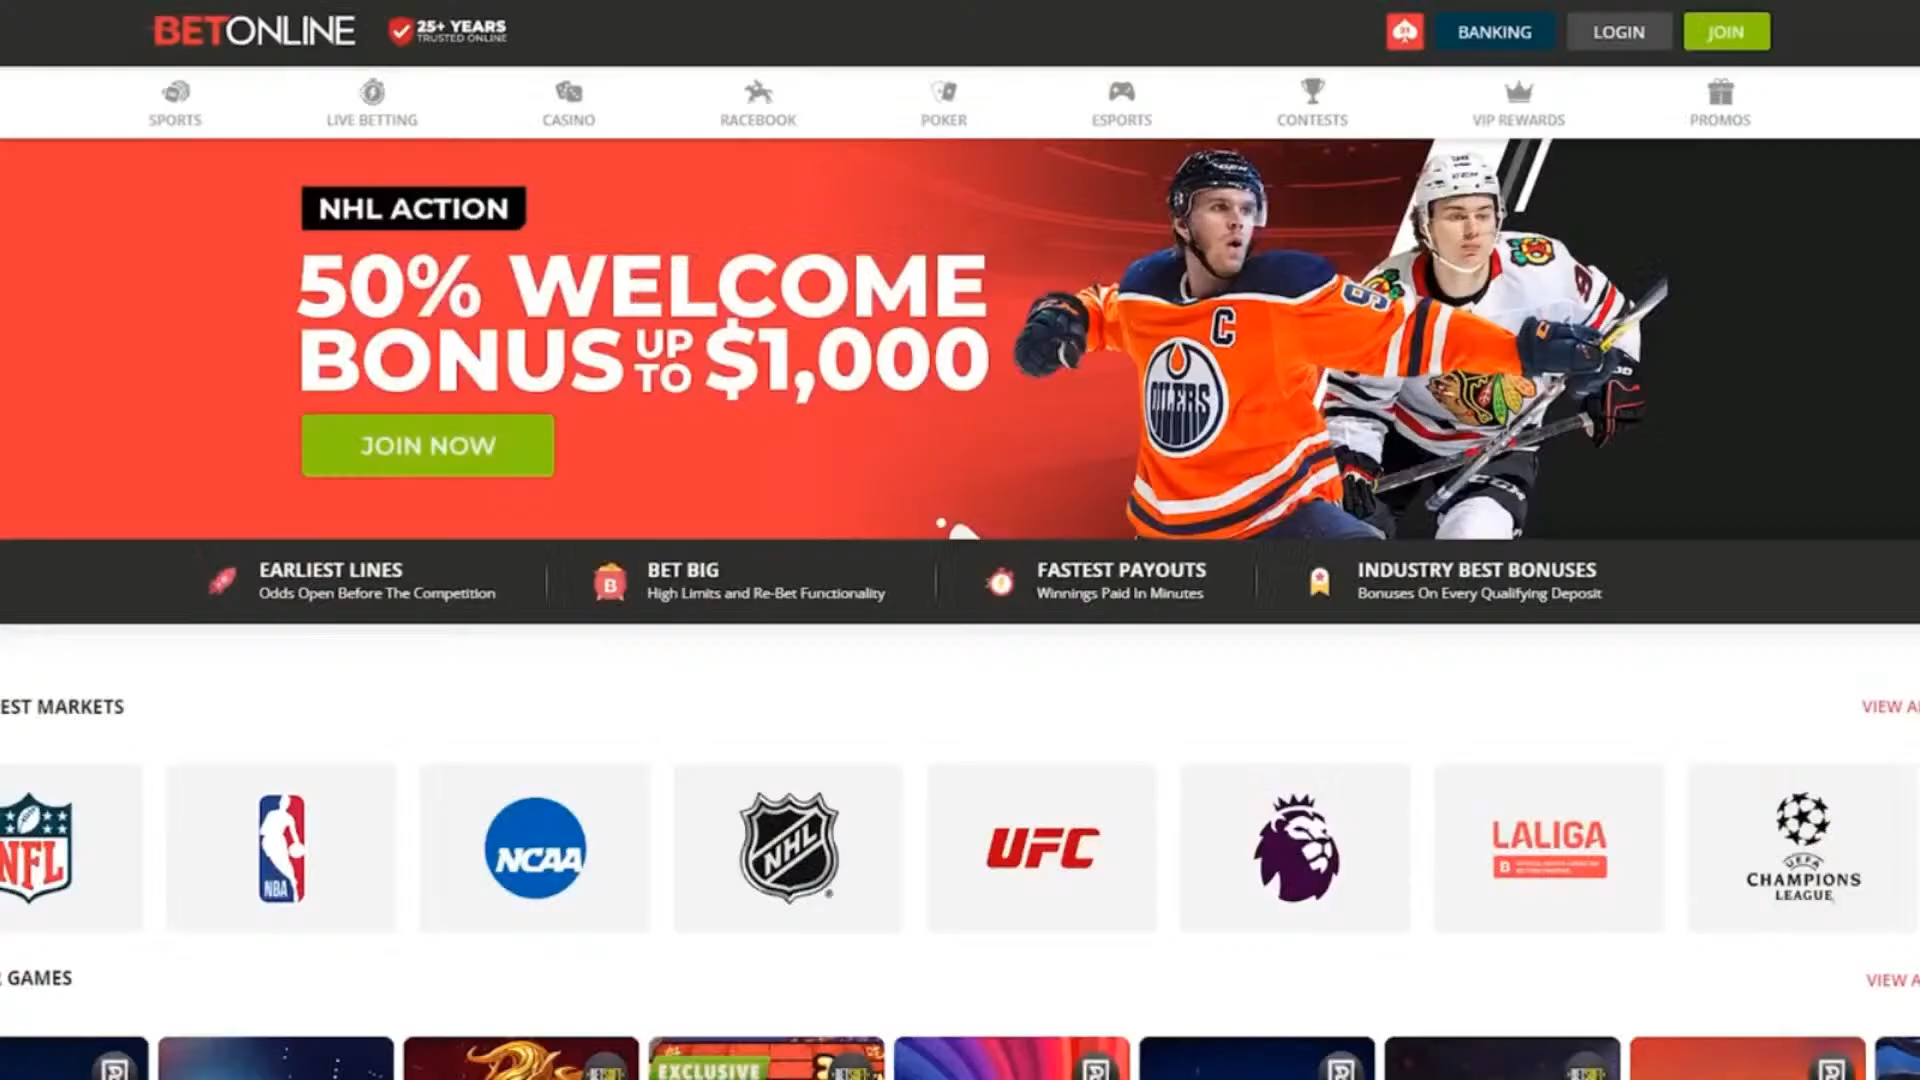 BETONLINE
25+ YEARS
TRUSTED ONLINE
BANKING
LOGIN
JOIN
SPORTS
LIVE BETTING
CASINO
RACEBOOK
POKER
ESPORTS
CONTESTS
VIP REWARDS
PROMOS
NHL ACTION
50% WELCOME
BONUS UP TO $1,000
JOIN NOW
C
OILERS
CCM
EARLIEST LINES
Odds Open Before The Competition
B
BET BIG
High Limits and Re-Bet Functionality
FASTEST PAYOUTS
Winnings Paid In Minutes
INDUSTRY BEST BONUSES
Bonuses On Every Qualifying Deposit
EST MARKETS
VIEW A
NFL
NBA
NCAA
NHL
UFC
LALIGA
B
UEFA
CHAMPIONS
LEAGUE
GAMES
VIEW A
EXCLUSIVE